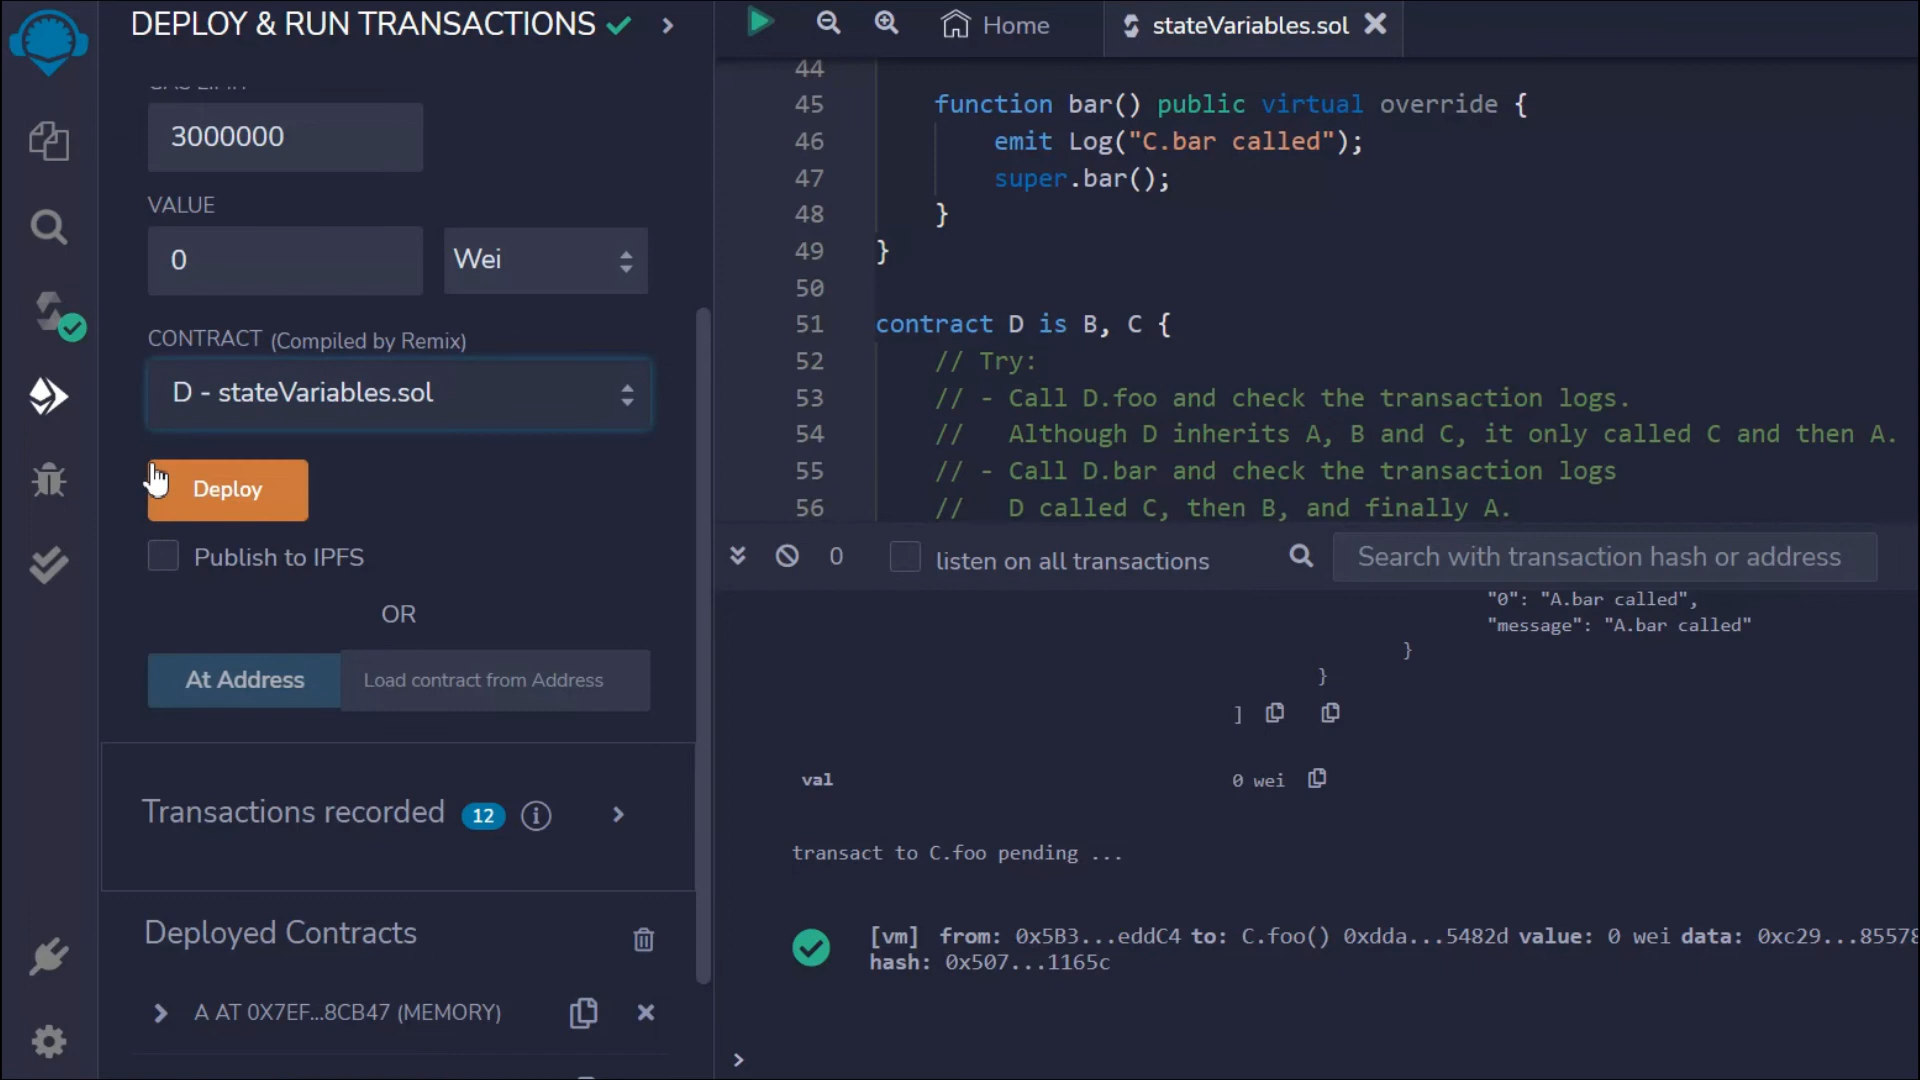 DEPLOY & RUN TRANSACTIONS
3000000
VALUE
0
Wei
CONTRACT (Compiled by Remix)
D - stateVariables.sol
Deploy
Publish to IPFS
OR
At Address
Load contract from Address
Transactions recorded 12
Deployed Contracts
A AT 0X7EF...8CB47 (MEMORY)
Home
stateVariables.sol
44
45 function bar() public virtual override {
46 emit Log("C.bar called");
47 super.bar();
48 }
49 }
50
51 contract D is B, C {
52 // Try:
53 // - Call D.foo and check the transaction logs.
54 // Although D inherits A, B and C, it only called C and then A.
55 // - Call D.bar and check the transaction logs
56 // D called C, then B, and finally A.
0
listen on all transactions
Search with transaction hash or address
"0": "A.bar called",
"message": "A.bar called"
}
}
]
val 0 wei
transact to C.foo pending ...
[vm] from: 0x5B3...eddC4 to: C.foo() 0xdda...5482d value: 0 wei data: 0xc29...85578
hash: 0x507...1165c
>